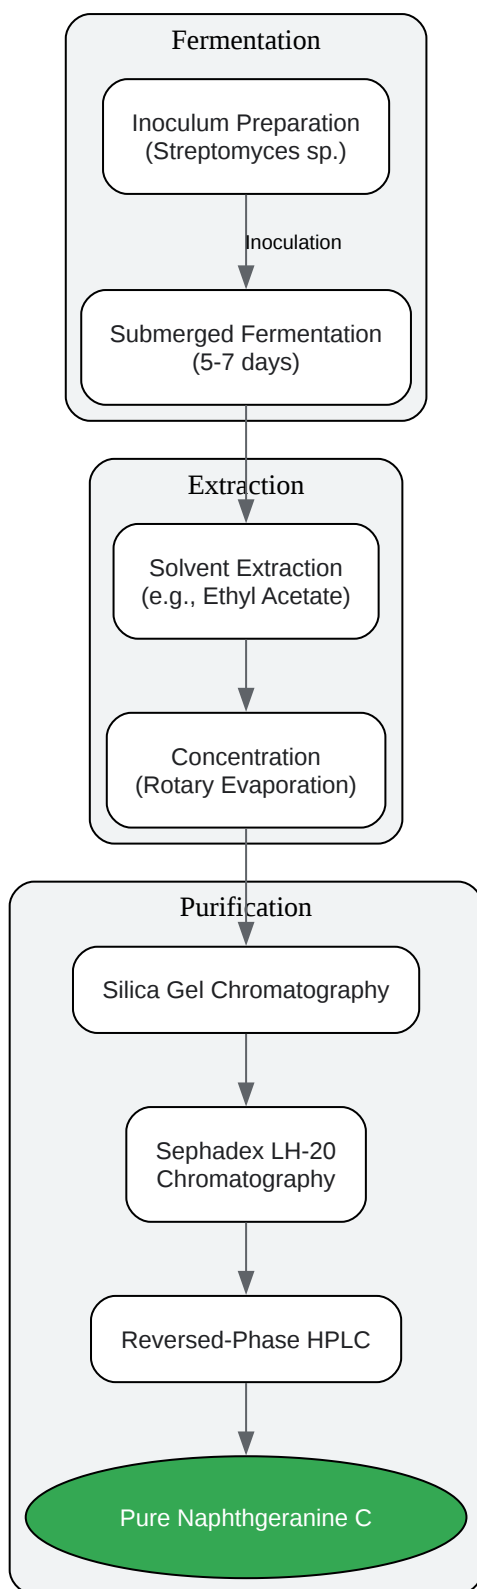 Fermentation
Inoculum Preparation
(Streptomyces sp.)
Inoculation
Submerged Fermentation
(5-7 days)
Extraction
Solvent Extraction
(e.g., Ethyl Acetate)
Concentration
(Rotary Evaporation)
Purification
Silica Gel Chromatography
Sephadex LH-20
Chromatography
Reversed-Phase HPLC
Pure Naphthgeranine C